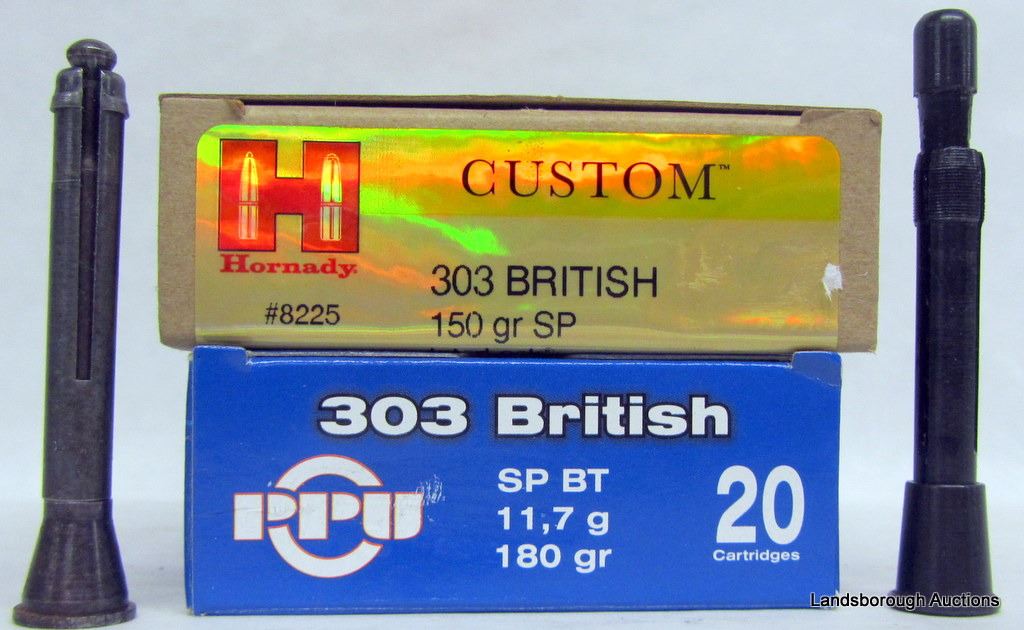 CUSTOM™
H
Hornady
303 BRITISH
#8225
150 gr SP
303 British
PPU
SP BT
11,7 g
180 gr
20
Cartridges
Landsborough Auctions